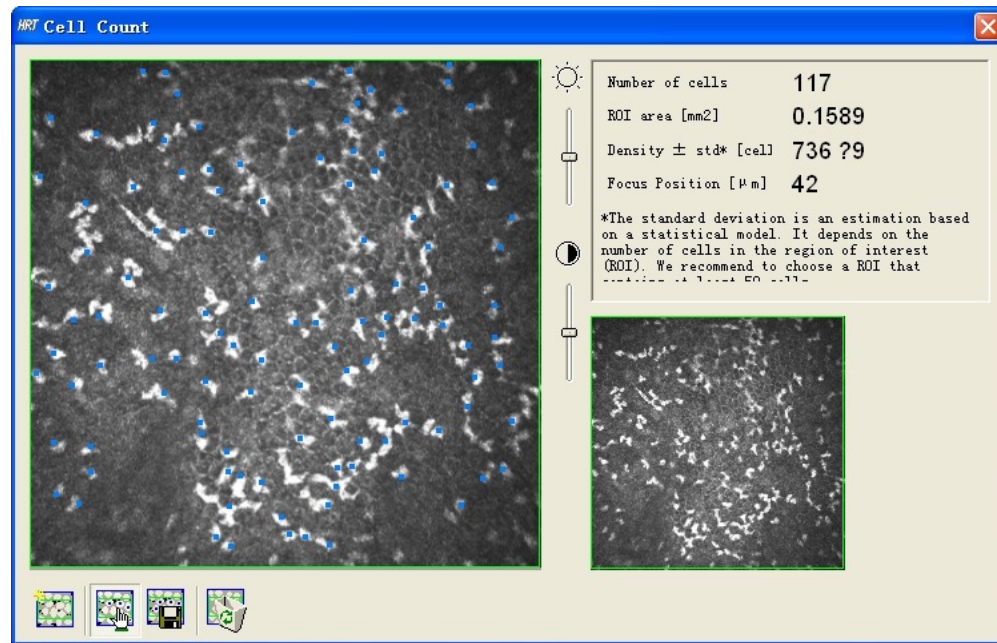 HRT Cell Count
Number of cells 117
ROI area [mm2] 0.1589
Density ± std* [cell] 736 ?9
Focus Position [µm] 42
*The standard deviation is an estimation based
on a statistical model. It depends on the
number of cells in the region of interest
(ROI). We recommend to choose a ROI that